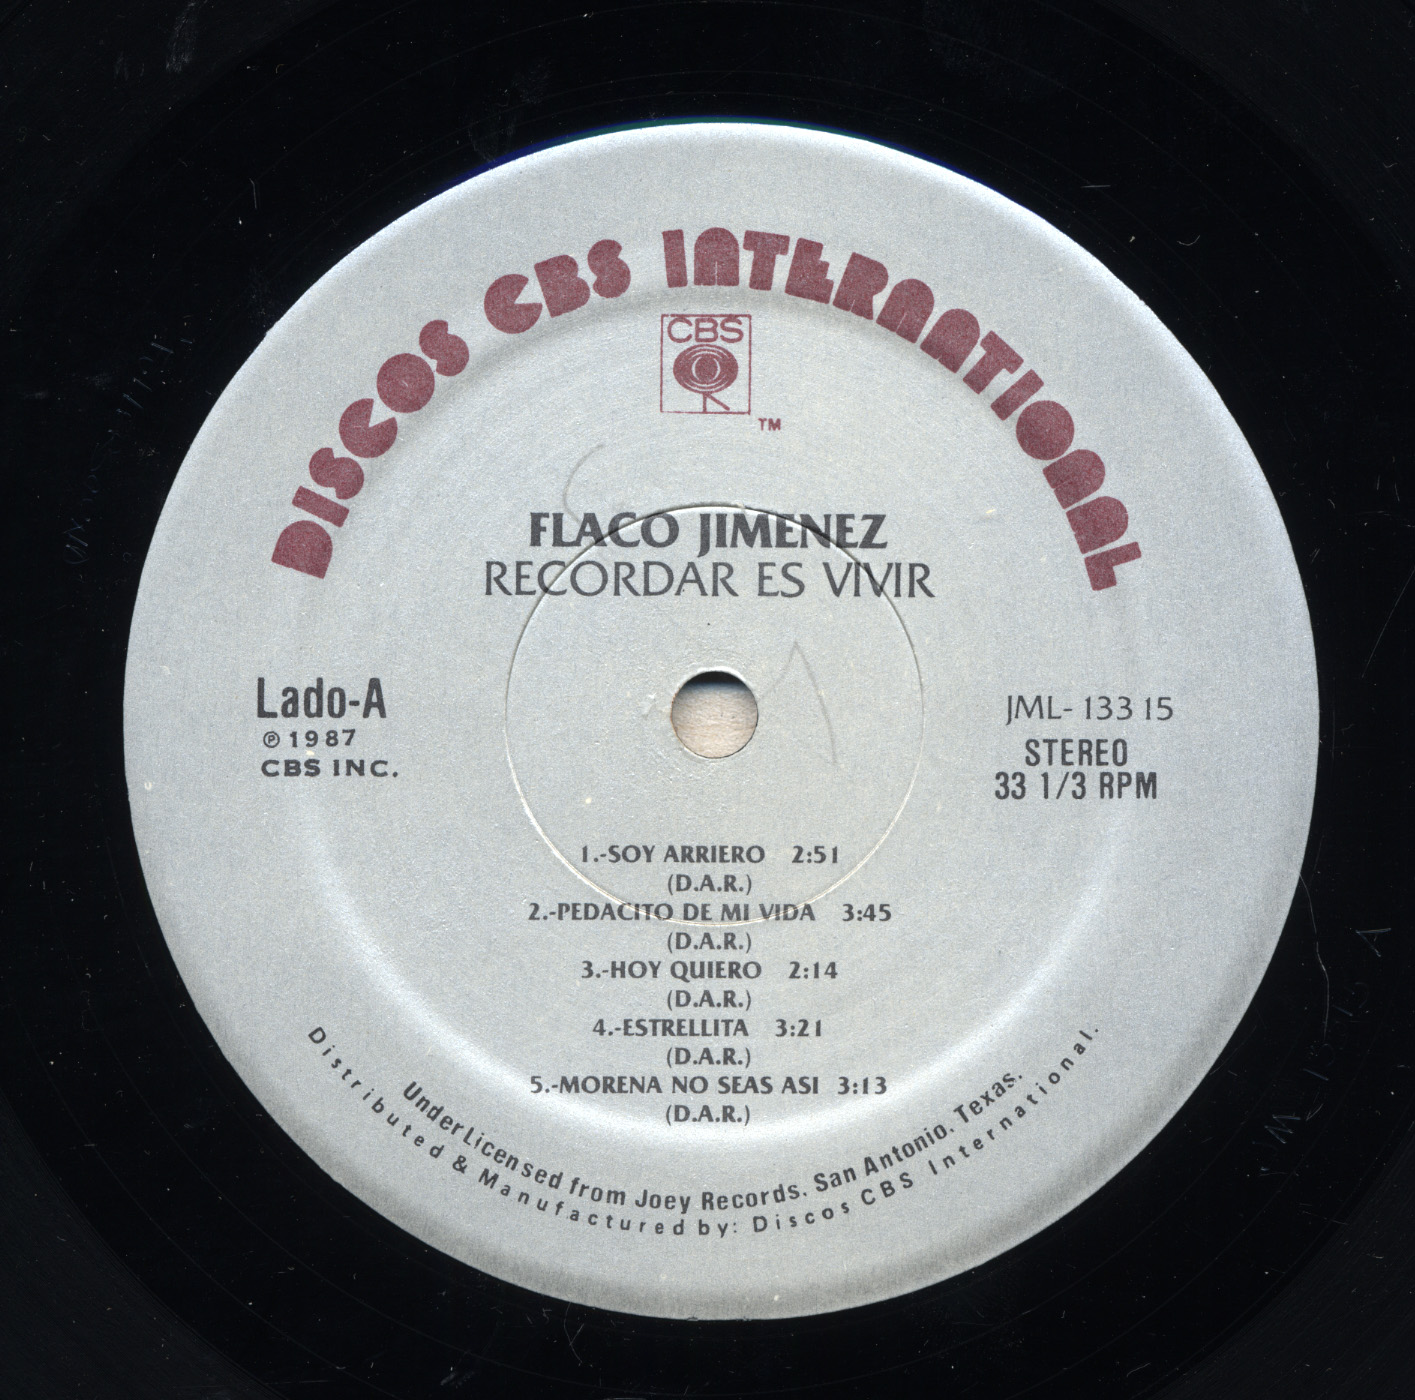 DISCOS CBS INTERNATIONAL
CBS
TM
FLACO JIMENEZ
RECORDAR ES VIVIR
Lado-A
℗ 1987
CBS INC.
JML- 13315
STEREO
33 1/3 RPM
1.-SOY ARRIERO 2:51
(D.A.R.)
2.-PEDACITO DE MI VIDA 3:45
(D.A.R.)
3.-HOY QUIERO 2:14
(D.A.R.)
4.-ESTRELLITA 3:21
(D.A.R.)
5.-MORENA NO SEAS ASI 3:13
(D.A.R.)
Under Licensed from Joey Records. San Antonio. Texas.
Distributed & Manufactured by: Discos CBS International.